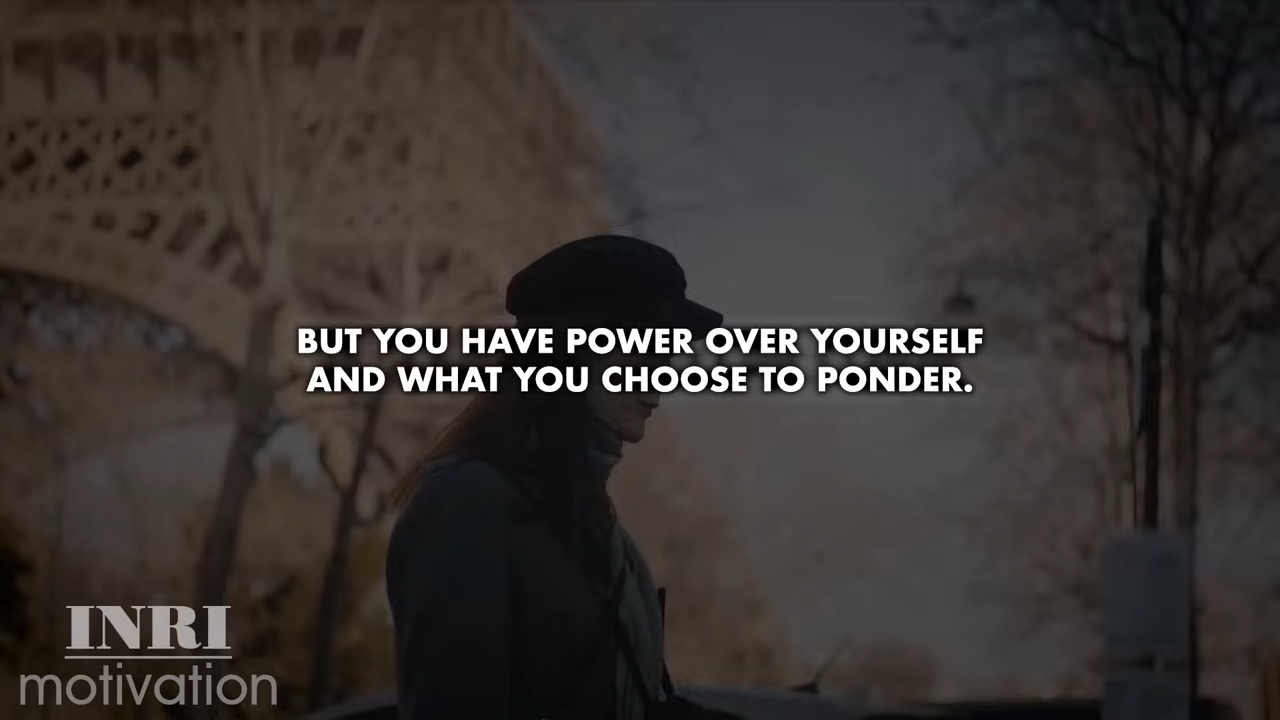 BUT YOU HAVE POWER OVER YOURSELF
AND WHAT YOU CHOOSE TO PONDER.
INRI
motivation